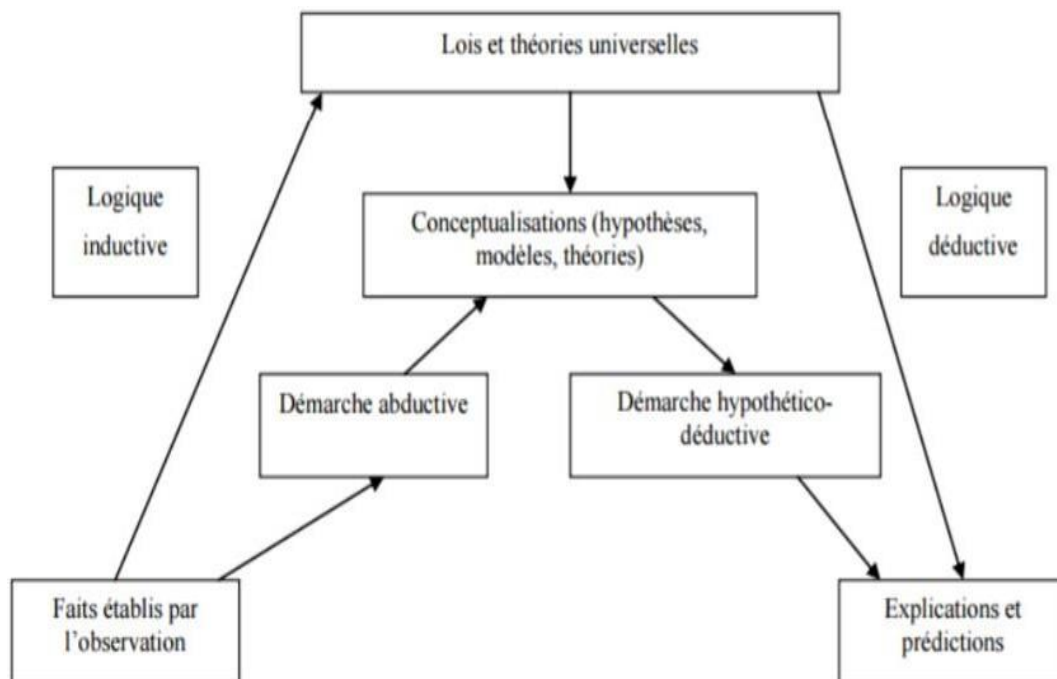 Lois et théories universelles
Logique
inductive
Logique
déductive
Conceptualisations (hypothèses,
modèles, théories)
Démarche abductive
Démarche hypothético-
déductive
Faits établis par
l'observation
Explications et
prédictions